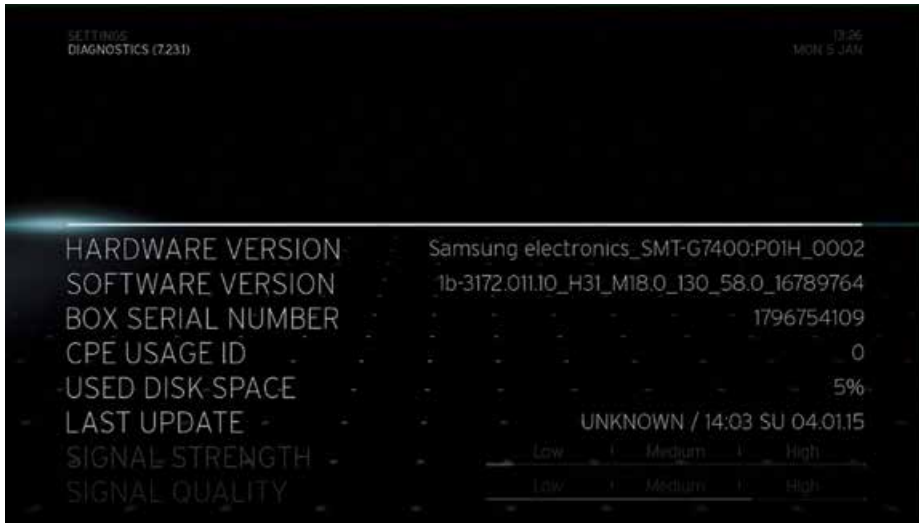 SETTINGS
DIAGNOSTICS (7.23.1)
13:26
MON 5 JAN
HARDWARE VERSION Samsung electronics_SMT-G7400:P01H_0002
SOFTWARE VERSION 1b-3172.011.10_H31_M18.0_130_58.0_16789764
BOX SERIAL NUMBER 1796754109
CPE USAGE ID 0
USED DISK SPACE 5%
LAST UPDATE UNKNOWN / 14:03 SU 04.01.15
SIGNAL STRENGTH Low Medium High
SIGNAL QUALITY Low Medium High